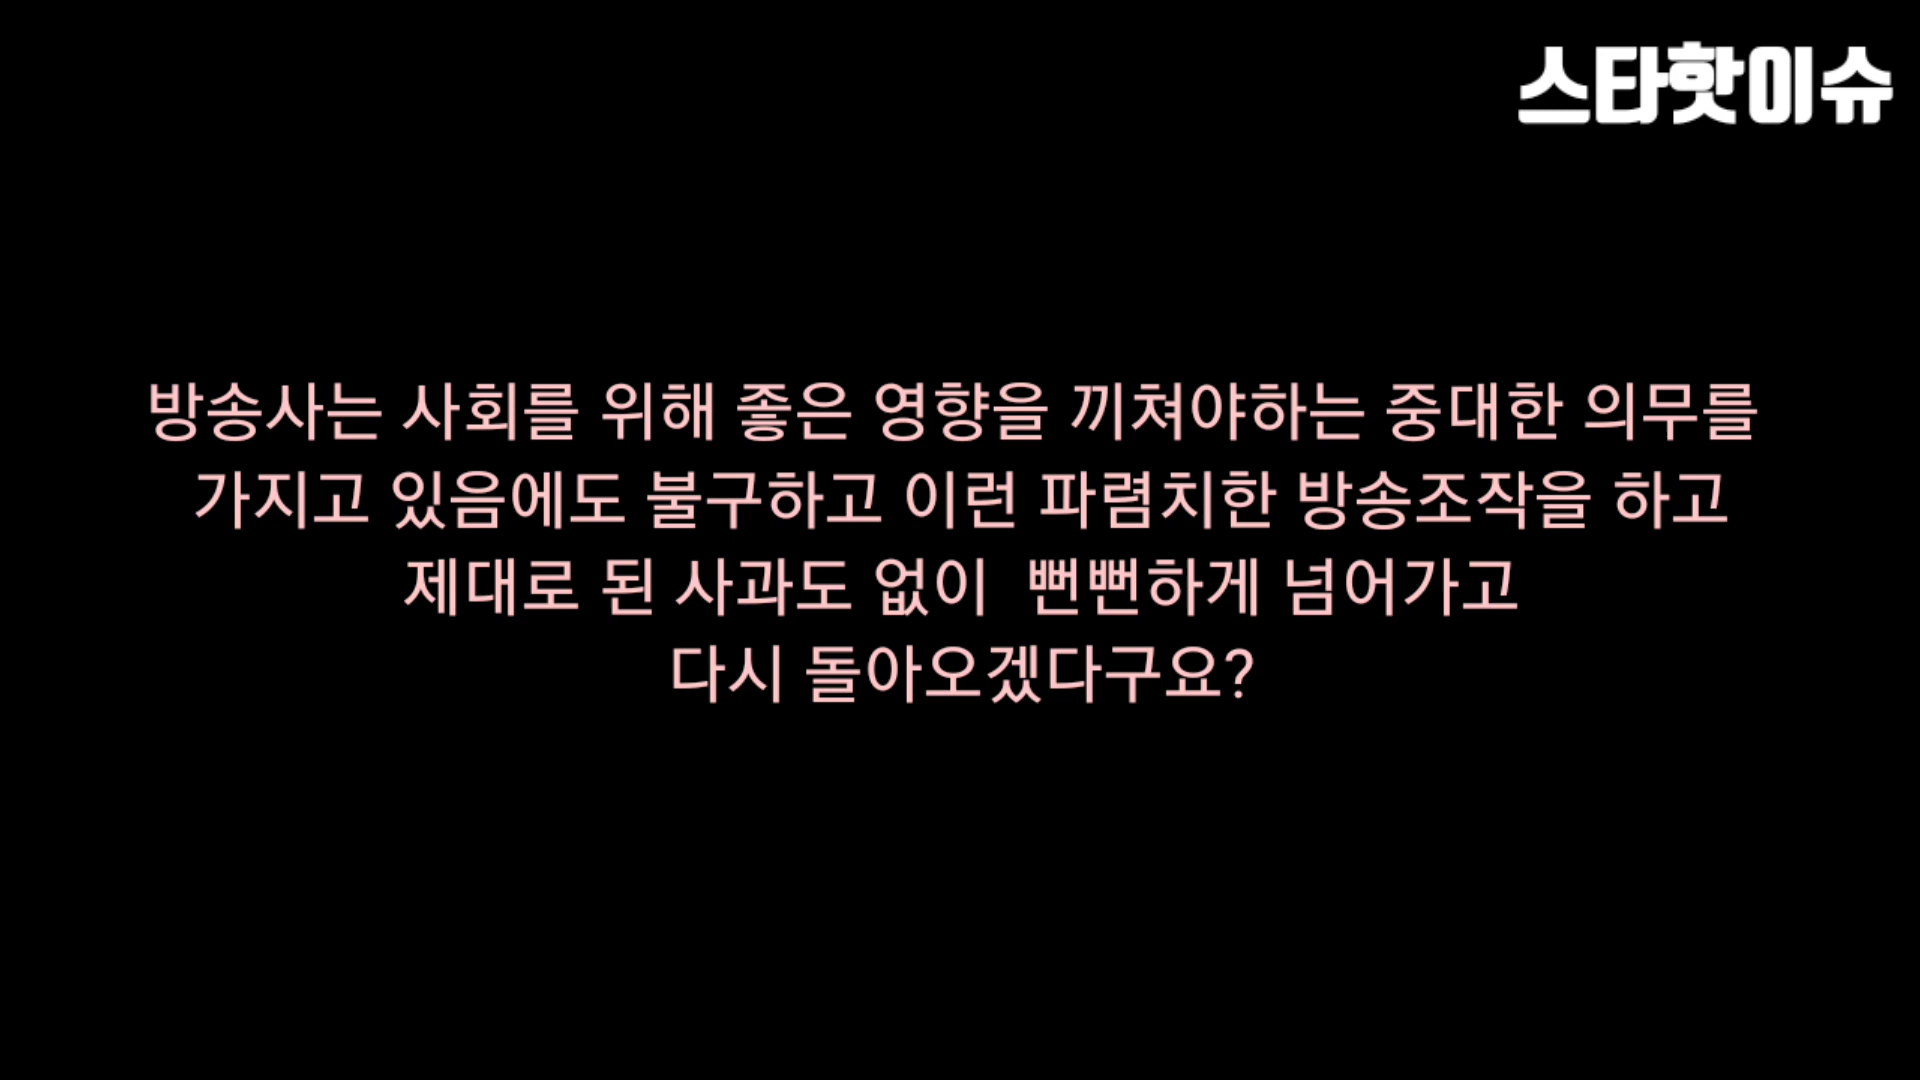 스타핫이슈
방송사는 사회를 위해 좋은 영향을 끼쳐야하는 중대한 의무를
가지고 있음에도 불구하고 이런 파렴치한 방송조작을 하고
제대로 된 사과도 없이  뻔뻔하게 넘어가고
다시 돌아오겠다구요?